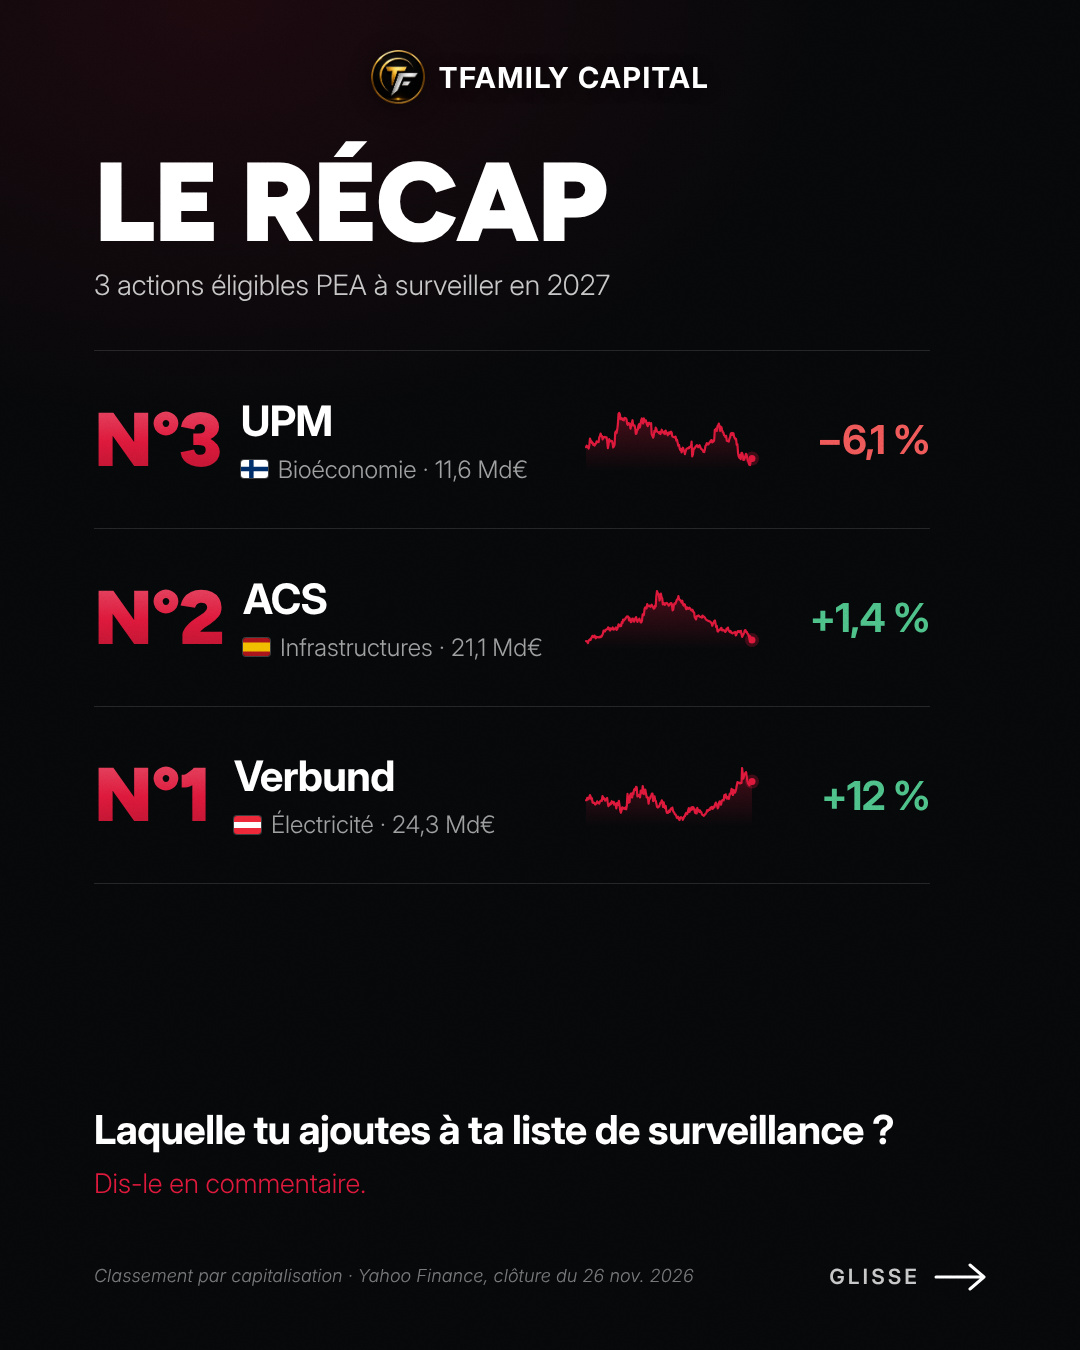 TF
TFAMILY CAPITAL
LE RÉCAP
3 actions éligibles PEA à surveiller en 2027
N°3 UPM
Bioéconomie · 11,6 Md€
−6,1 %
N°2 ACS
Infrastructures · 21,1 Md€
+1,4 %
N°1 Verbund
Électricité · 24,3 Md€
+12 %
Laquelle tu ajoutes à ta liste de surveillance ?
Dis-le en commentaire.
Classement par capitalisation · Yahoo Finance, clôture du 26 nov. 2026
GLISSE